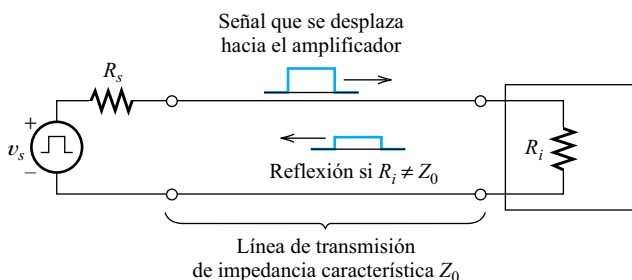 Señal que se desplaza
hacia el amplificador
R_s
+
v_s
−
Reflexión si R_i ≠ Z_0
R_i
Línea de transmisión
de impedancia característica Z_0